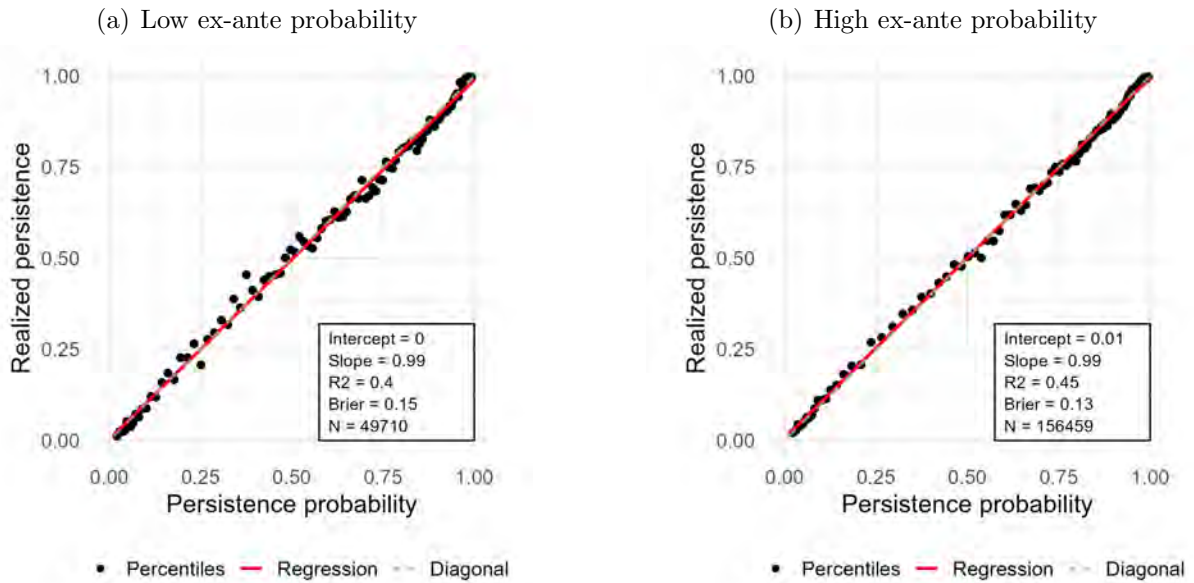 (a) Low ex-ante probability
1.00
0.75
0.50
0.25
0.00
Realized persistence
0.00 0.25 0.50 0.75 1.00
Persistence probability
Intercept = 0
Slope = 0.99
R2 = 0.4
Brier = 0.15
N = 49710
Percentiles Regression Diagonal
(b) High ex-ante probability
1.00
0.75
0.50
0.25
0.00
Realized persistence
0.00 0.25 0.50 0.75 1.00
Persistence probability
Intercept = 0.01
Slope = 0.99
R2 = 0.45
Brier = 0.13
N = 156459
Percentiles Regression Diagonal